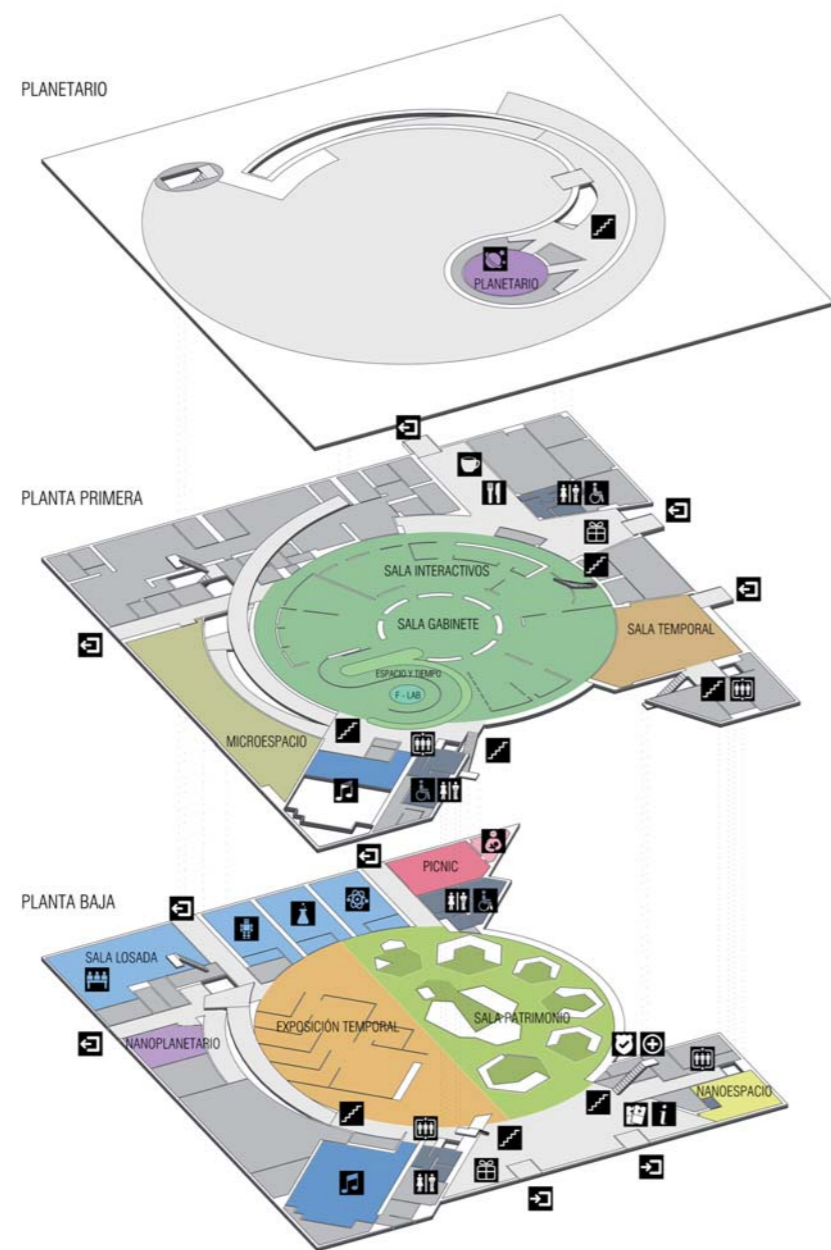 PLANETARIO
PLANETARIO
PLANTA PRIMERA
SALA INTERACTIVOS
SALA GABINETE
SALA TEMPORAL
ESPACIO Y TIEMPO
F - LAB
MICROESPACIO
PICNIC
PLANTA BAJA
SALA LOSADA
EXPOSICIÓN TEMPORAL
SALA PATRIMONIO
NANOPLANETARIO
NANOESPACIO
i